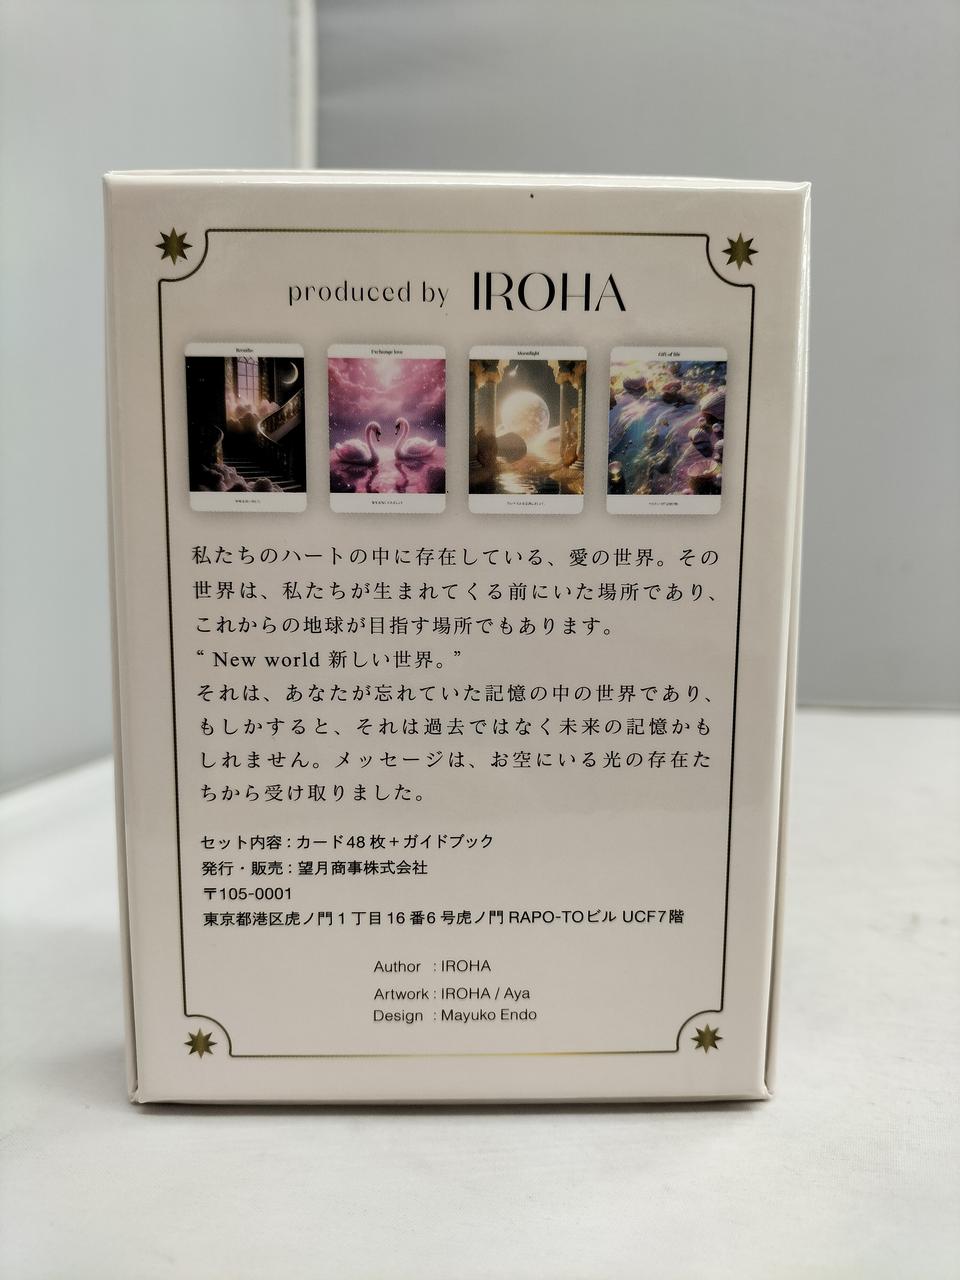 produced by IROHA
Breathe
Exchange love
Moonlight
Gift of life
私たちのハートの中に存在している、愛の世界。その
世界は、私たちが生まれてくる前にいた場所であり、
これからの地球が目指す場所でもあります。
“ New world 新しい世界。”
それは、あなたが忘れていた記憶の中の世界であり、
もしかすると、それは過去ではなく未来の記憶かも
しれません。メッセージは、お空にいる光の存在た
ちから受け取りました。
セット内容：カード48枚＋ガイドブック
発行・販売：望月商事株式会社
〒105-0001
東京都港区虎ノ門1丁目16番6号虎ノ門 RAPO-TOビル UCF7階
Author : IROHA
Artwork : IROHA / Aya
Design : Mayuko Endo